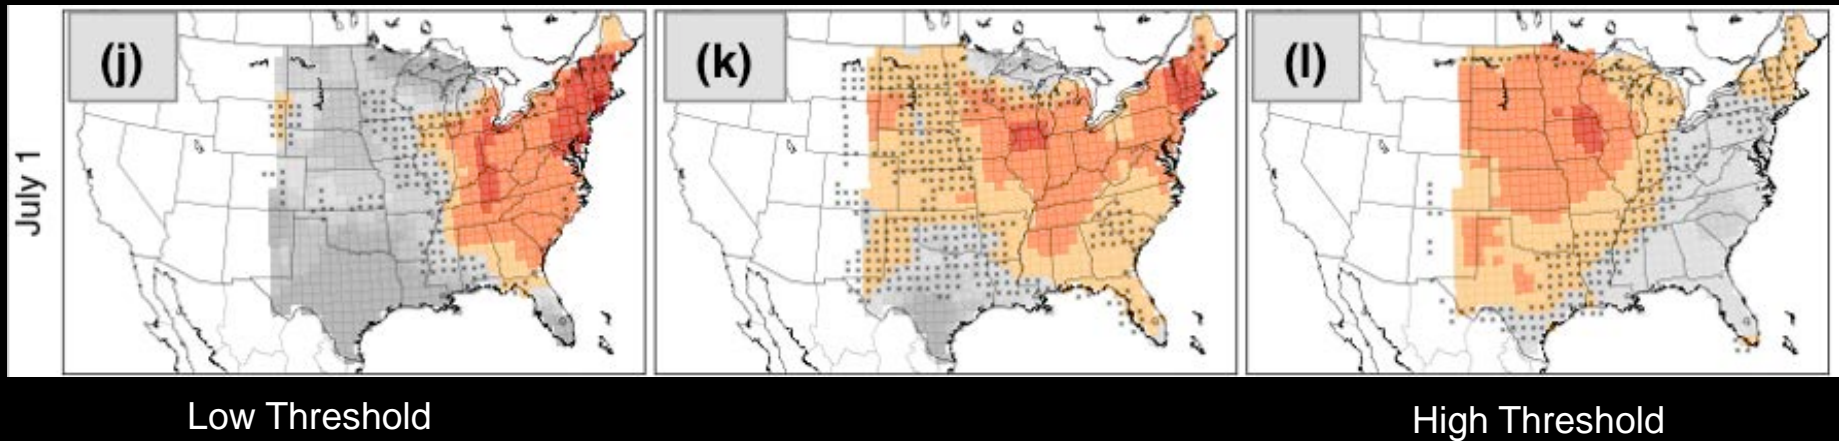 (j)
(k)
(l)
July 1
Low Threshold
High Threshold